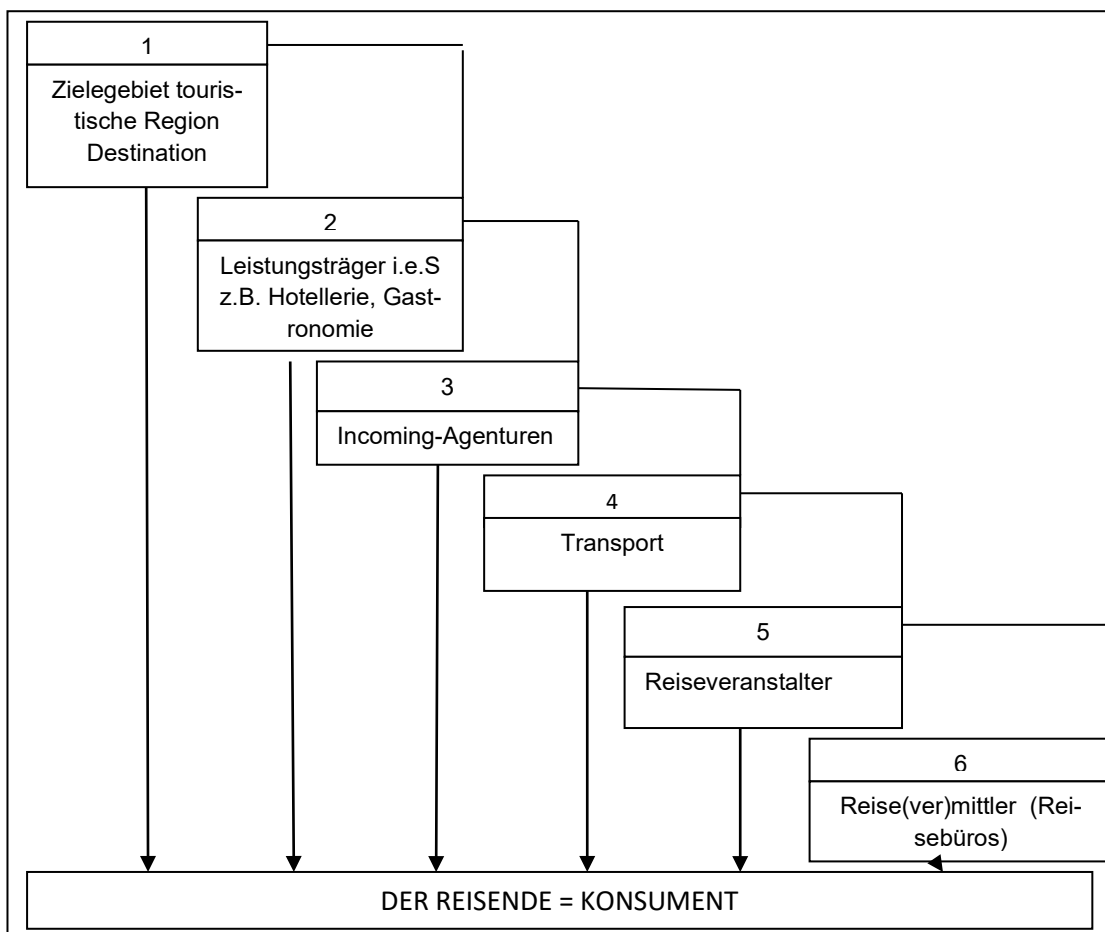 1
Zielegebiet touris-
tische Region
Destination
2
Leistungsträger i.e.S
z.B. Hotellerie, Gast-
ronomie
3
Incoming-Agenturen
4
Transport
5
Reiseveranstalter
6
Reise(ver)mittler (Rei-
sebüros)
DER REISENDE = KONSUMENT